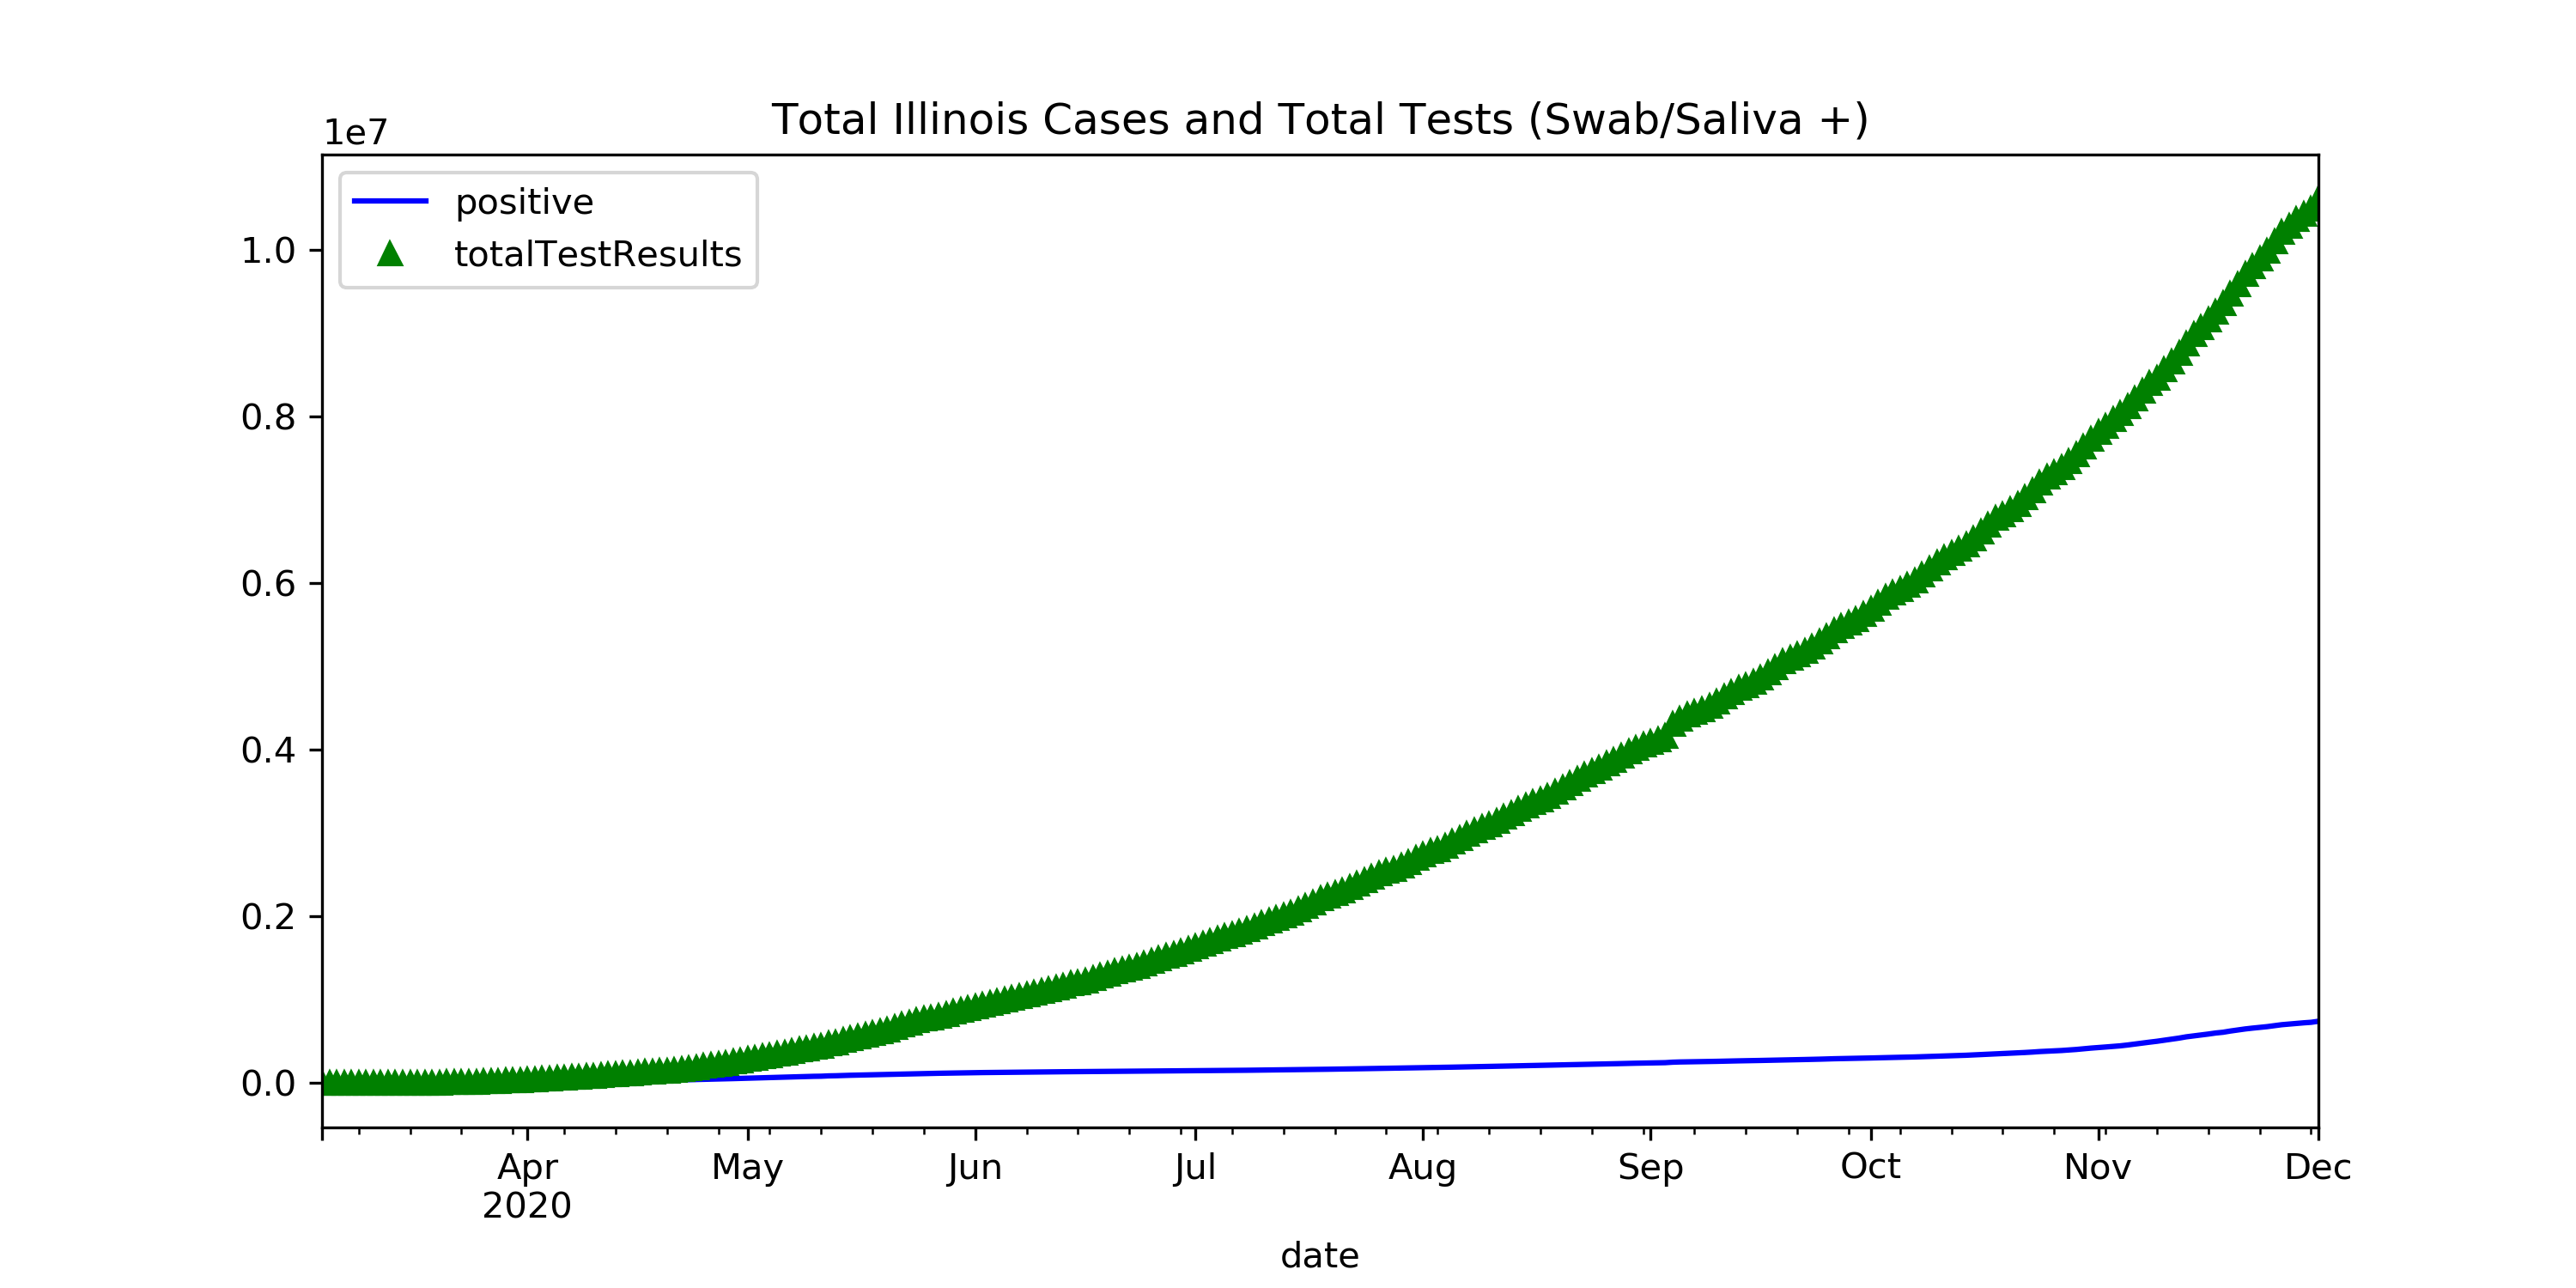 Total Illinois Cases and Total Tests (Swab/Saliva +)
1e7
positive
totalTestResults
1.0
0.8
0.6
0.4
0.2
0.0
Apr May Jun Jul Aug Sep Oct Nov Dec
2020
date